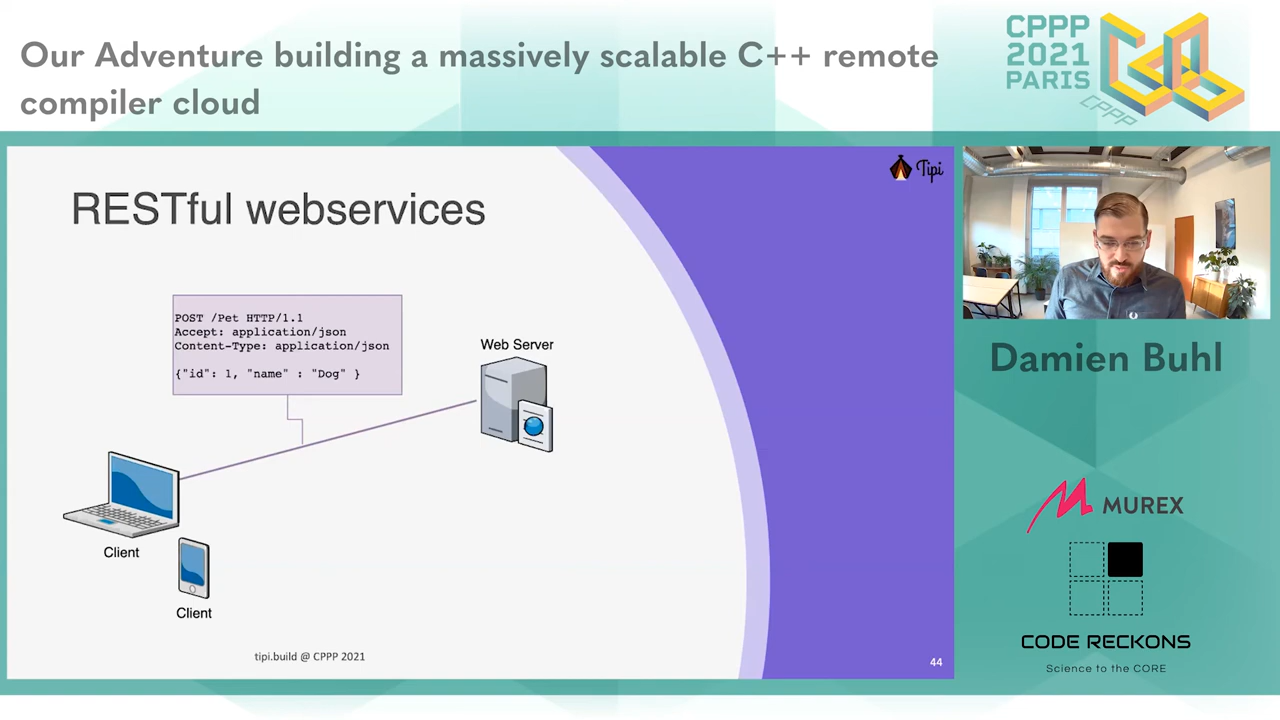 Our Adventure building a massively scalable C++ remote
compiler cloud
CPPP
2021
PARIS
CPPP
Tipi
RESTful webservices
POST /Pet HTTP/1.1
Accept: application/json
Content-Type: application/json
{"id": 1, "name" : "Dog" }
Web Server
Client
Client
tipi.build @ CPPP 2021
44
Damien Buhl
MUREX
CODE RECKONS
Science to the CORE